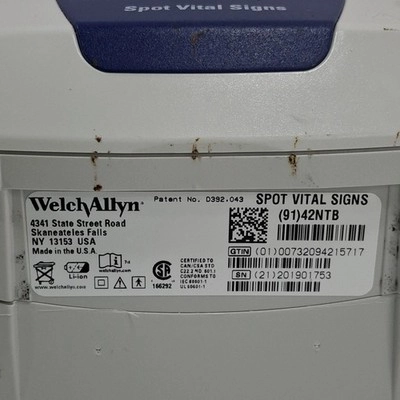 Spot Vital Signs
WelchAllyn®
4341 State Street Road
Skaneateles Falls
NY 13153 USA
Made in the U.S.A.
Li-ion
welchallyn.com
www.welchallyn.com
Patent No. D392,043
166292
CERTIFIED TO
CAN/CSA STD
C22.2 NO. 601.1
CONFORMS TO
IEC 60601-1
UL 60601-1
SPOT VITAL SIGNS
(91)42NTB
GTIN (01)00732094215717
SN (21)201901753